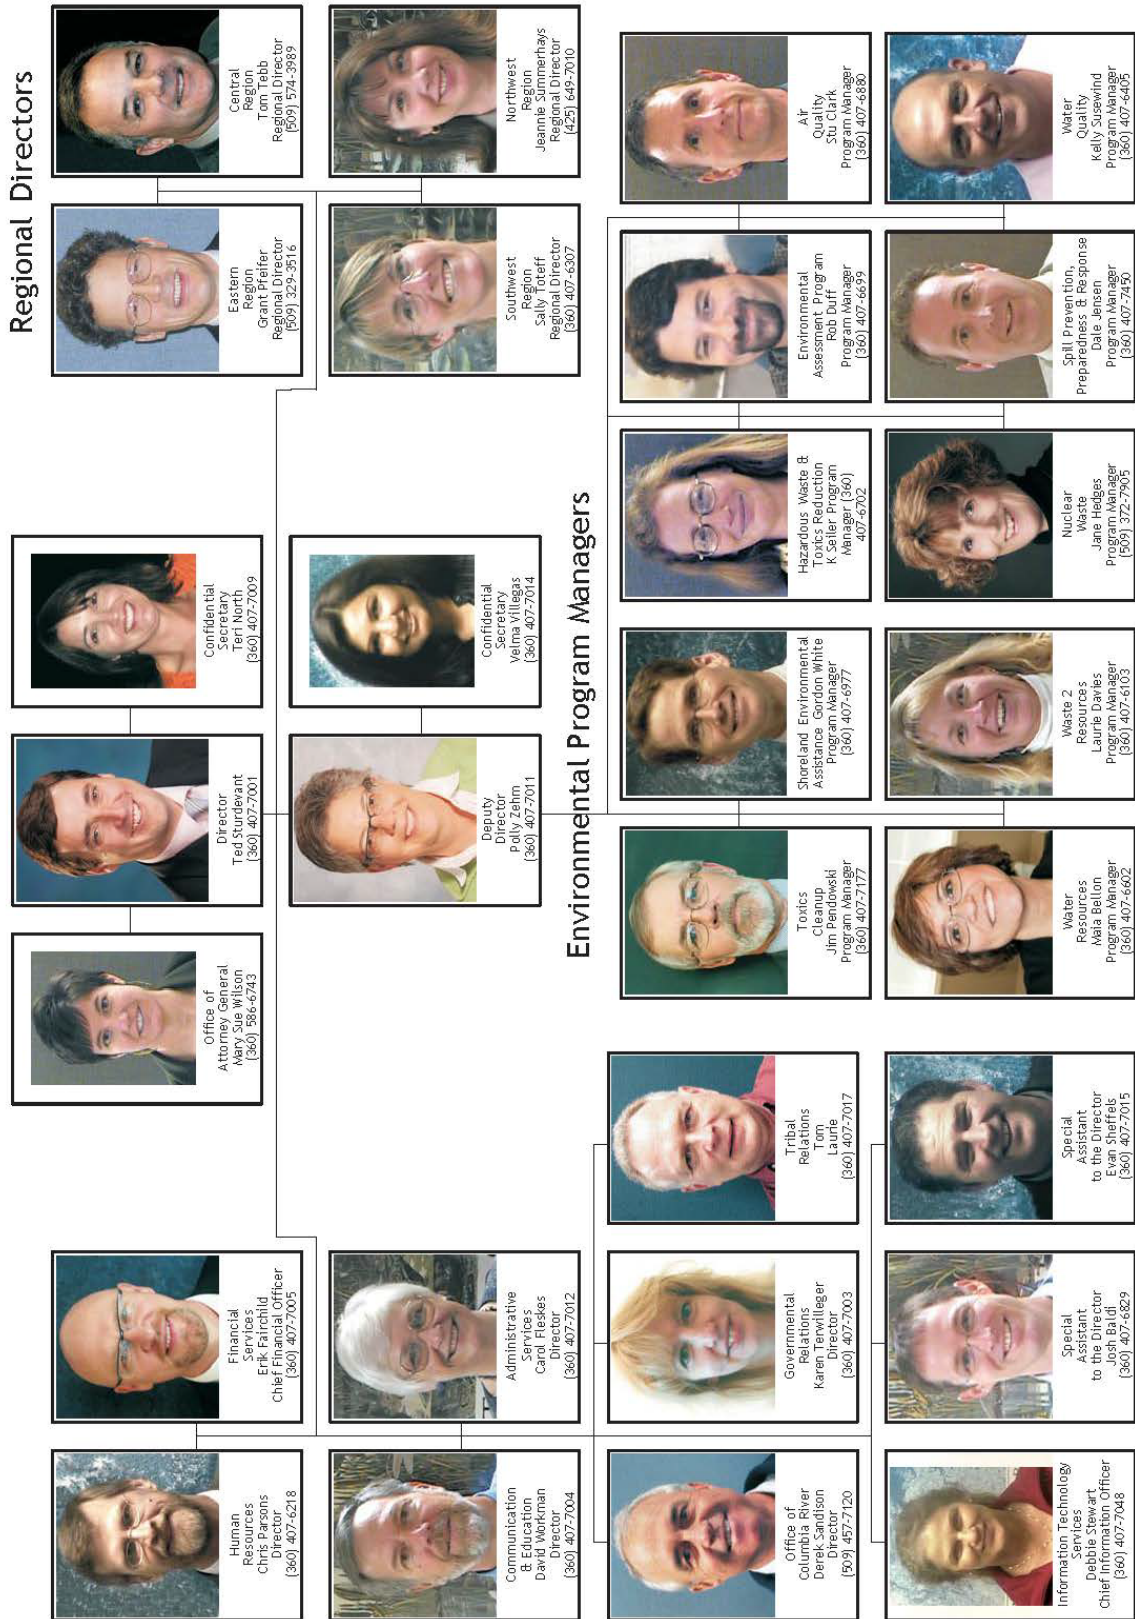 Office of
Attorney General
Mary Sue Wilson
(360) 586-6743
Director
Ted Sturdevant
(360) 407-7001
Confidential
Secretary
Teri North
(360) 407-7009
Deputy
Director
Polly Zehm
(360) 407-7011
Confidential
Secretary
Velma Villegas
(360) 407-7014
Regional Directors
Eastern
Region
Grant Pfeifer
Regional Director
(509) 329-3516
Central
Region
Tom Tebb
Regional Director
(509) 574-3989
Southwest
Region
Sally Toteff
Regional Director
(360) 407-6307
Northwest
Region
Jeannie Summerhays
Regional Director
(425) 649-7010
Human
Resources
Chris Parsons
Director
(360) 407-6218
Financial
Services
Erik Fairchild
Chief Financial Officer
(360) 407-7005
Communication
& Education
David Workman
Director
(360) 407-7004
Administrative
Services
Carol Fleskes
Director
(360) 407-7012
Office of
Columbia River
Derek Sandison
Director
(509) 457-7120
Governmental
Relations
Karen Terwilleger
Director
(360) 407-7003
Tribal
Relations
Tom
Laurie
(360) 407-7017
Information Technology
Services
Debbie Stewart
Chief Information Officer
(360) 407-7048
Special
Assistant
to the Director
Josh Baldi
(360) 407-6829
Special
Assistant
to the Director
Evan Sheffels
(360) 407-7015
Environmental Program Managers
Toxics
Cleanup
Jim Pendowski
Program Manager
(360) 407-7177
Shoreland Environmental
Assistance Gordon White
Program Manager
(360) 407-6977
Hazardous Waste &
Toxics Reduction
K Seiler Program
Manager (360)
407-6702
Environmental
Assessment Program
Rob Duff
Program Manager
(360) 407-6699
Air
Quality
Stu Clark
Program Manager
(360) 407-6880
Water
Resources
Maia Bellon
Program Manager
(360) 407-6602
Waste 2
Resources
Laurie Davies
Program Manager
(360) 407-6103
Nuclear
Waste
Jane Hedges
Program Manager
(509) 372-7905
Spill Prevention,
Preparedness & Response
Dale Jensen
Program Manager
(360) 407-7450
Water
Quality
Kelly Susewind
Program Manager
(360) 407-6405